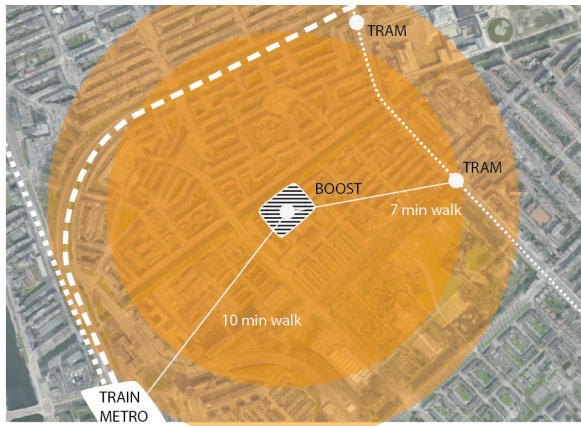 TRAM
TRAM
BOOST
7 min walk
10 min walk
TRAIN
METRO